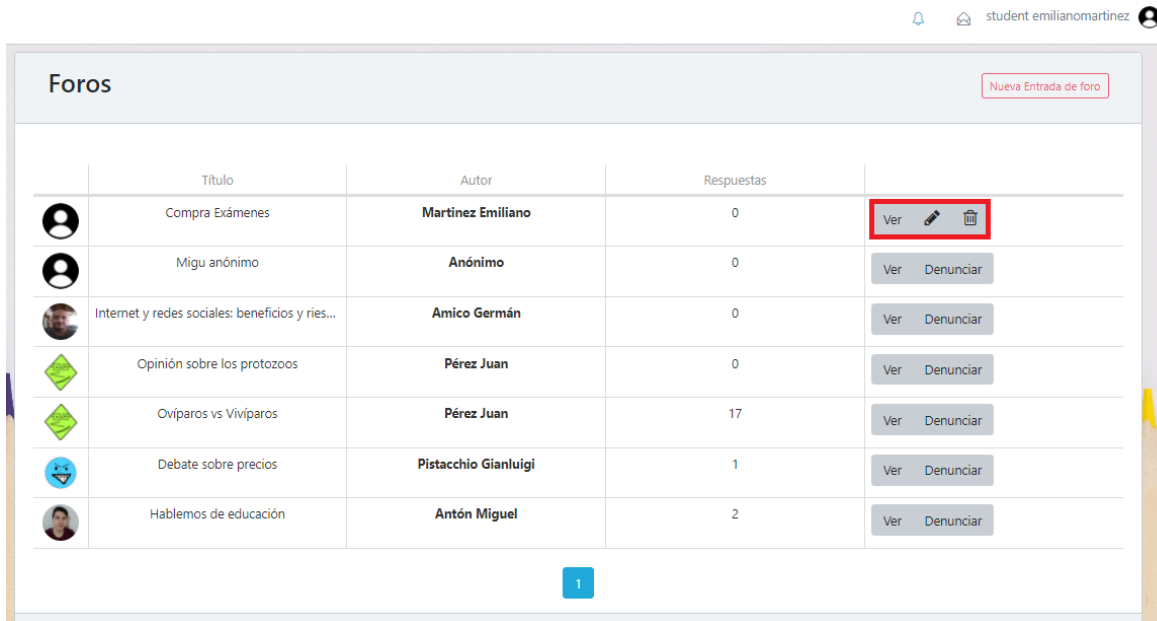 student emilianomartinez
Foros
Nueva Entrada de foro
Título Autor Respuestas
Compra Exámenes Martinez Emiliano 0 Ver
Migu anónimo Anónimo 0 Ver Denunciar
Internet y redes sociales: beneficios y ries... Amico Germán 0 Ver Denunciar
Opinión sobre los protozoos Pérez Juan 0 Ver Denunciar
Ovíparos vs Vivíparos Pérez Juan 17 Ver Denunciar
Debate sobre precios Pistacchio Gianluigi 1 Ver Denunciar
Hablemos de educación Antón Miguel 2 Ver Denunciar
1